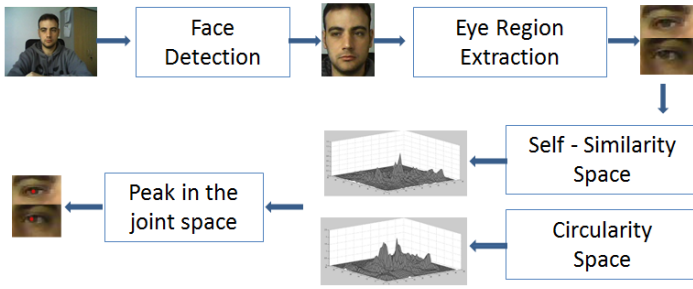 Face
Detection
Eye Region
Extraction
Self - Similarity
Space
Circularity
Space
Peak in the
joint space